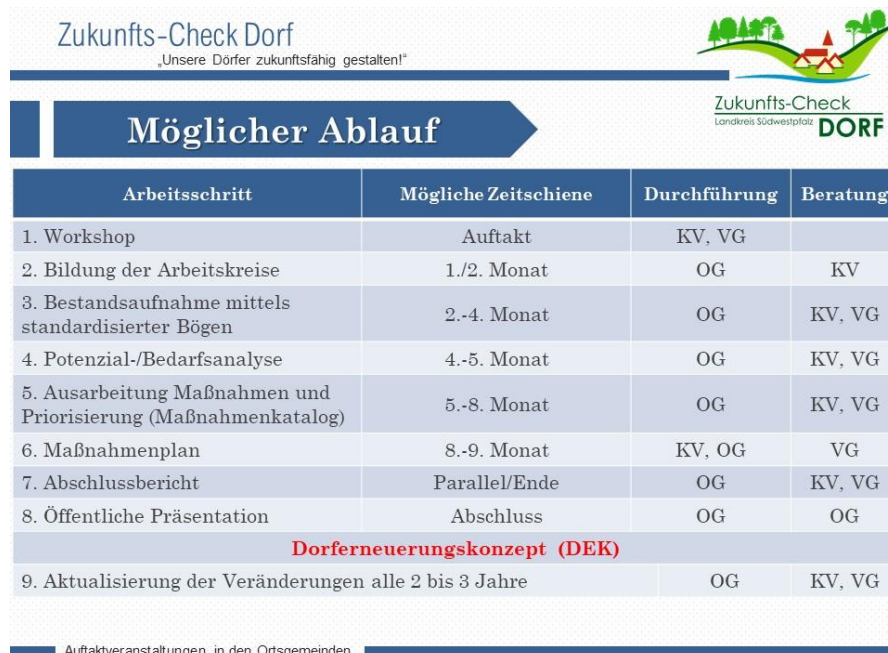 Zukunfts-Check Dorf
„Unsere Dörfer zukunftsfähig gestalten!“
Zukunfts-Check
Landkreis Südwestpfalz DORF
Möglicher Ablauf
Arbeitsschritt Mögliche Zeitschiene Durchführung Beratung
1. Workshop Auftakt KV, VG
2. Bildung der Arbeitskreise 1./2. Monat OG KV
3. Bestandsaufnahme mittels
standardisierter Bögen 2.-4. Monat OG KV, VG
4. Potenzial-/Bedarfsanalyse 4.-5. Monat OG KV, VG
5. Ausarbeitung Maßnahmen und
Priorisierung (Maßnahmenkatalog) 5.-8. Monat OG KV, VG
6. Maßnahmenplan 8.-9. Monat KV, OG VG
7. Abschlussbericht Parallel/Ende OG KV, VG
8. Öffentliche Präsentation Abschluss OG OG
Dorferneuerungskonzept (DEK)
9. Aktualisierung der Veränderungen alle 2 bis 3 Jahre OG KV, VG
Auftaktveranstaltungen in den Ortsgemeinden